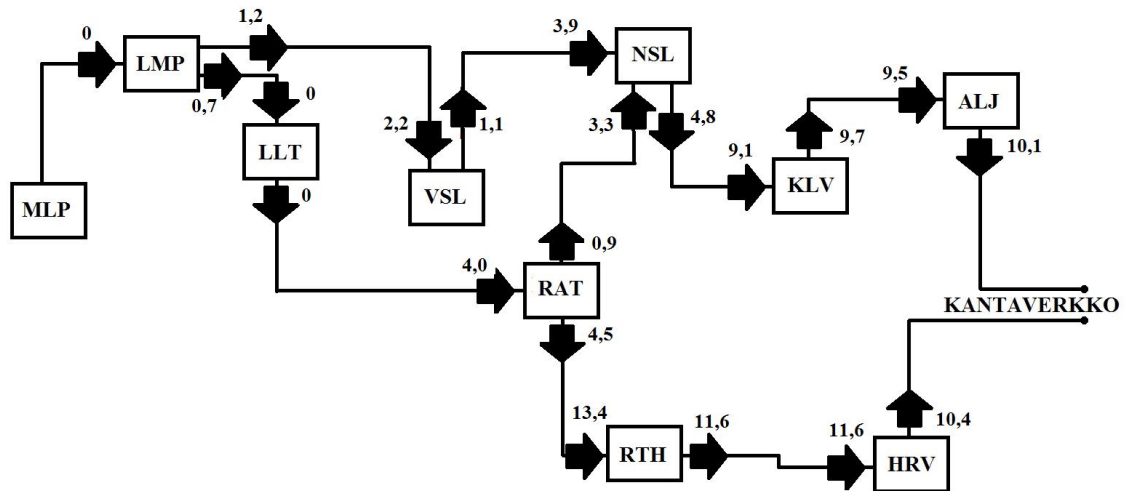 0
LMP
1,2
0,7
0
LLT
0
MLP
2,2
VSL
1,1
3,9
NSL
3,3
4,8
9,1
KLV
9,7
9,5
ALJ
10,1
4,0
RAT
0,9
4,5
KANTAVERKKO
13,4
RTH
11,6
11,6
HRV
10,4